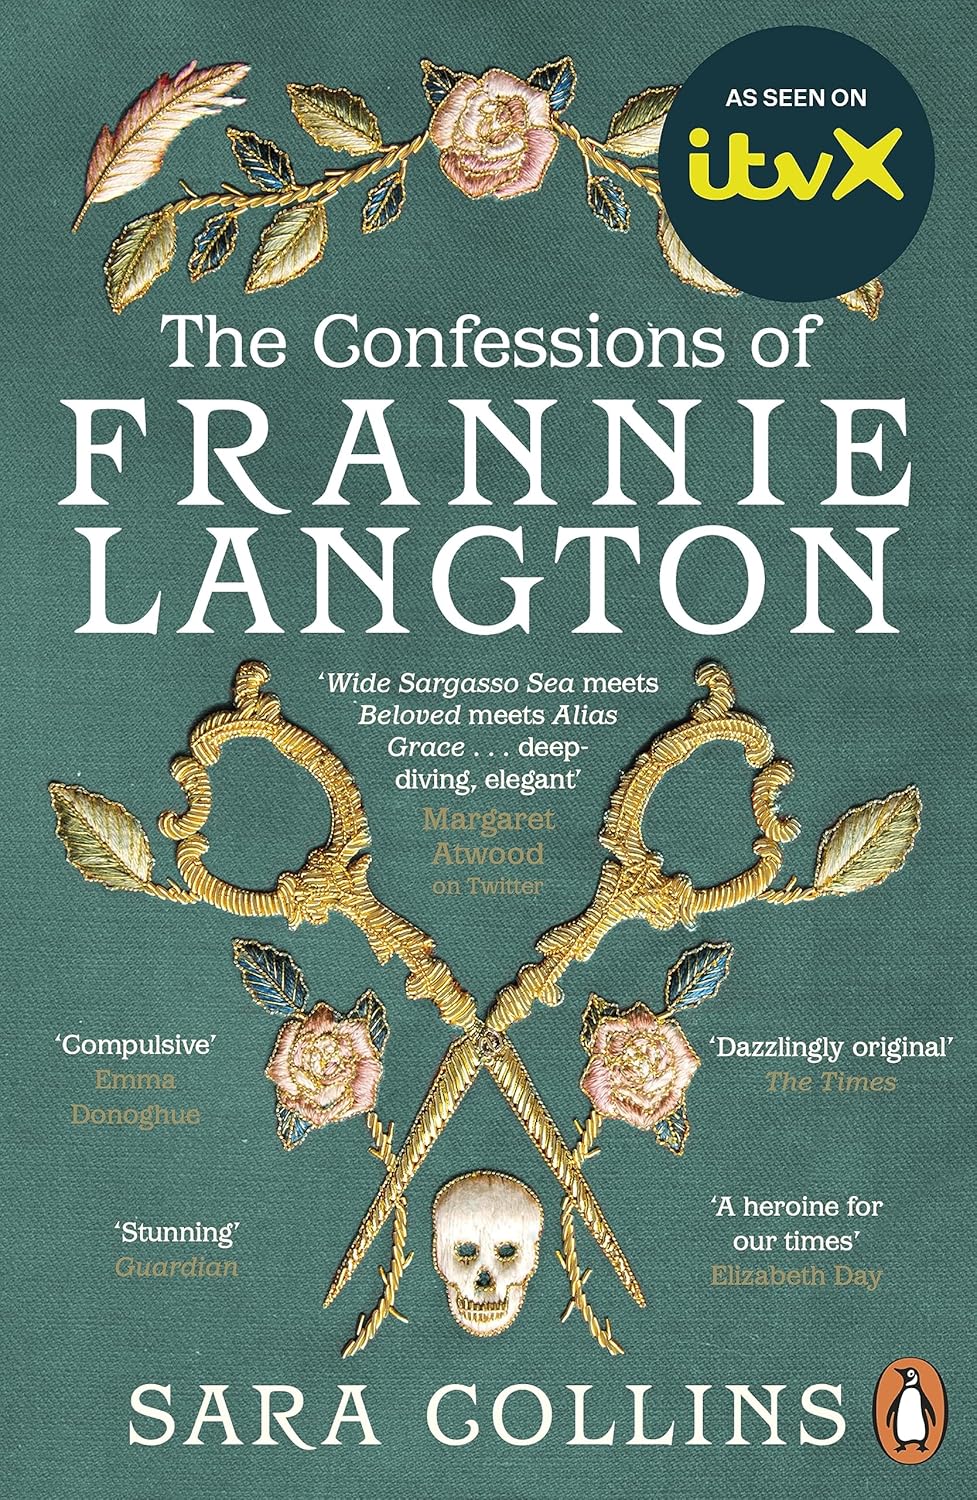 AS SEEN ON
itvX
The Confessions of
FRANNIE
LANGTON
‘Wide Sargasso Sea meets
Beloved meets Alias
Grace . . . deep-
diving, elegant’
Margaret
Atwood
on Twitter
‘Compulsive’
Emma
Donoghue
‘Dazzlingly original’
The Times
‘Stunning’
Guardian
‘A heroine for
our times’
Elizabeth Day
SARA COLLINS